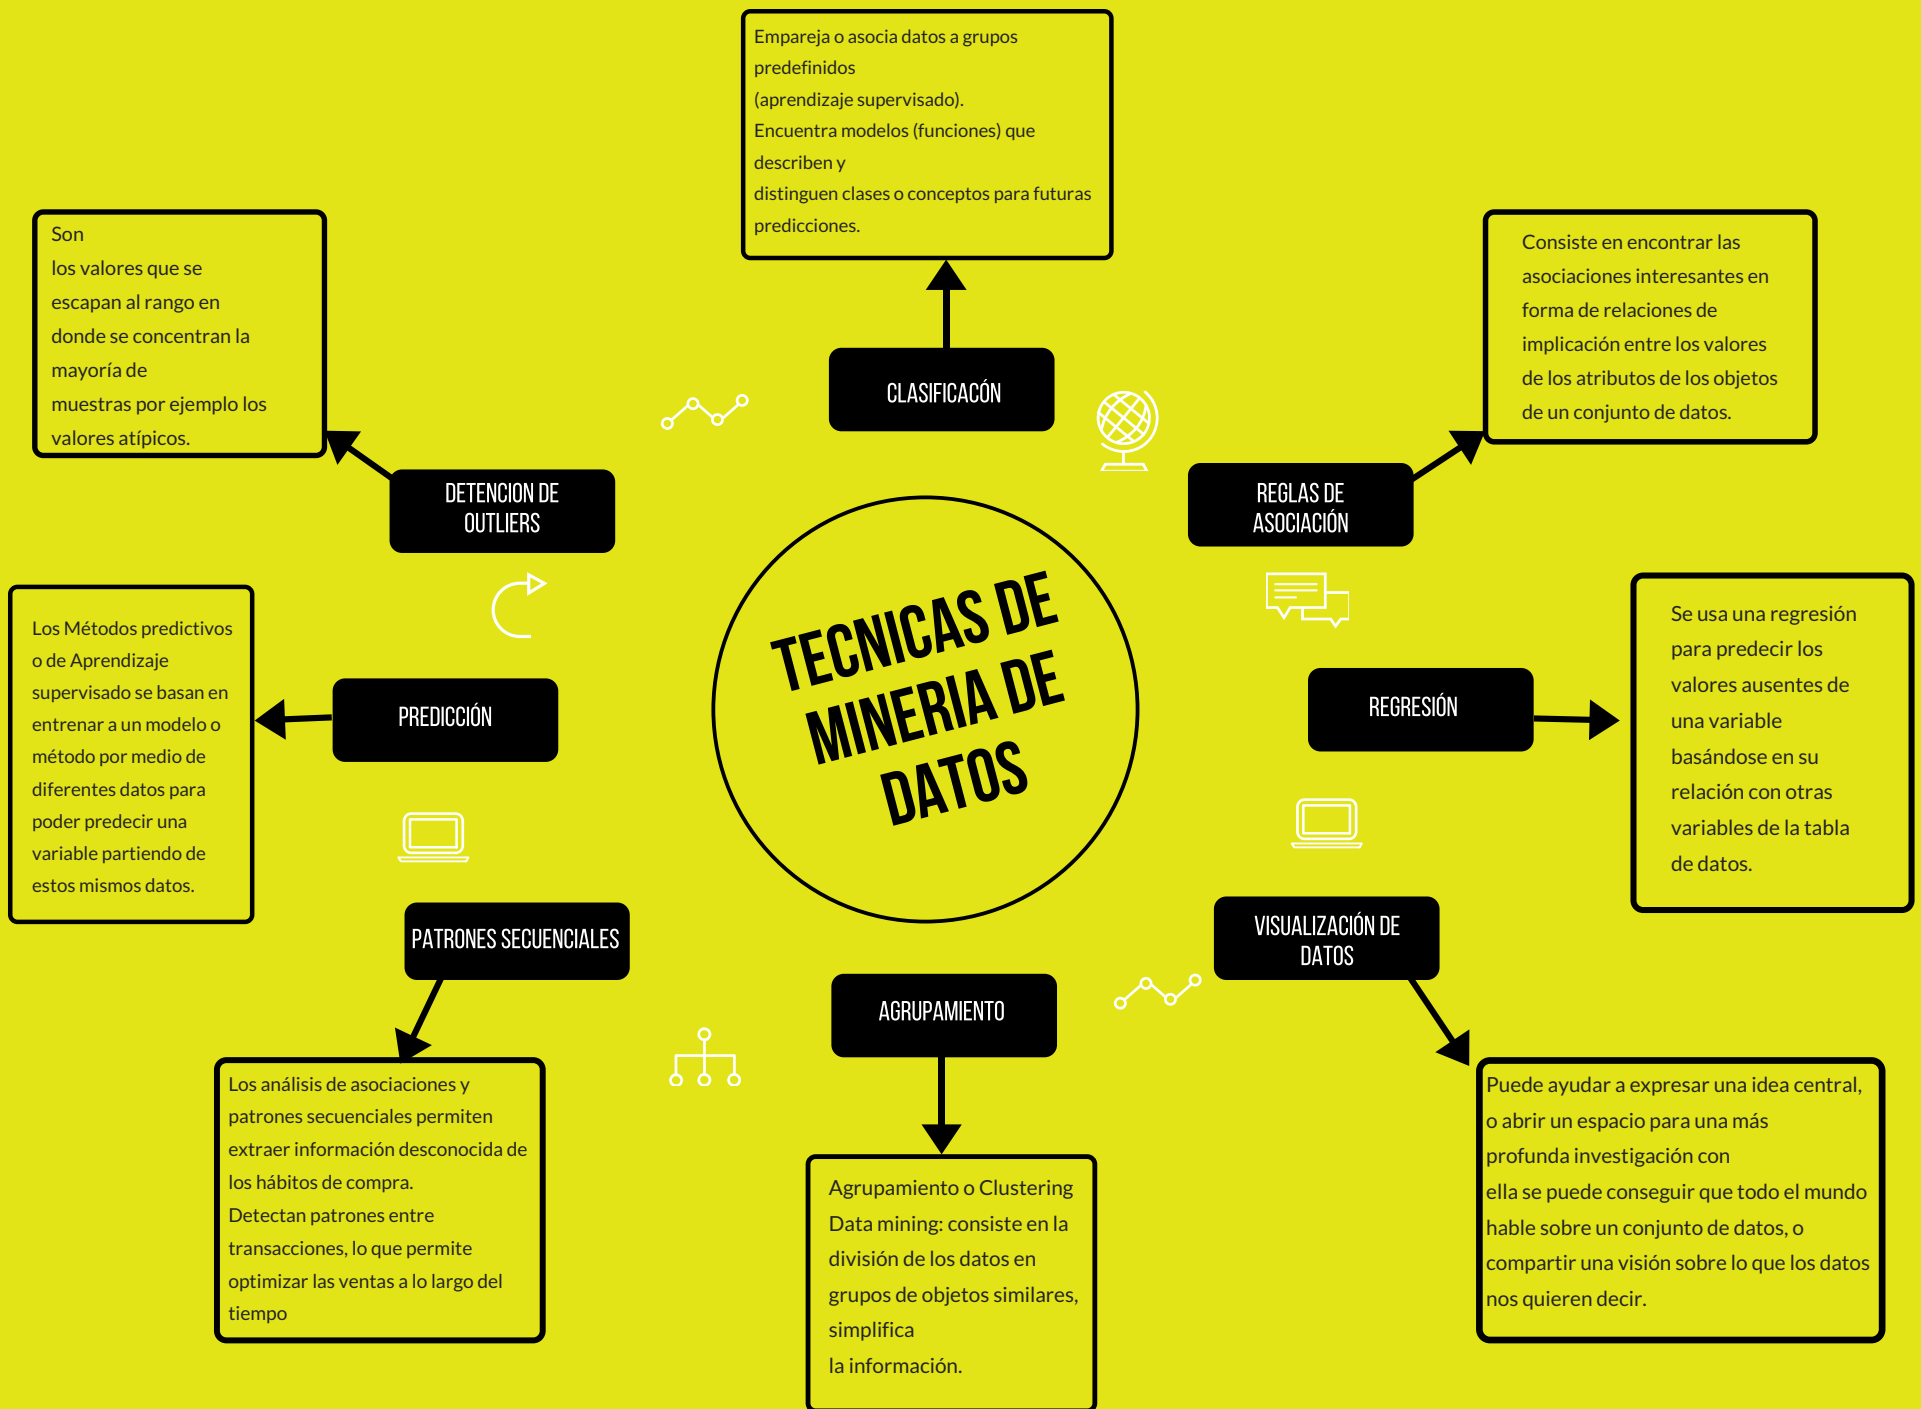 Empareja o asocia datos a grupos
predefinidos
(aprendizaje supervisado).
Encuentra modelos (funciones) que
describen y
distinguen clases o conceptos para futuras
predicciones.
CLASIFICACÓN
Son
los valores que se
escapan al rango en
donde se concentran la
mayoría de
muestras por ejemplo los
valores atípicos.
DETENCION DE
OUTLIERS
Consiste en encontrar las
asociaciones interesantes en
forma de relaciones de
implicación entre los valores
de los atributos de los objetos
de un conjunto de datos.
REGLAS DE
ASOCIACIÓN
TECNICAS DE
MINERIA DE
DATOS
Los Métodos predictivos
o de Aprendizaje
supervisado se basan en
entrenar a un modelo o
método por medio de
diferentes datos para
poder predecir una
variable partiendo de
estos mismos datos.
PREDICCIÓN
REGRESIÓN
Se usa una regresión
para predecir los
valores ausentes de
una variable
basándose en su
relación con otras
variables de la tabla
de datos.
PATRONES SECUENCIALES
Los análisis de asociaciones y
patrones secuenciales permiten
extraer información desconocida de
los hábitos de compra.
Detectan patrones entre
transacciones, lo que permite
optimizar las ventas a lo largo del
tiempo
AGRUPAMIENTO
Agrupamiento o Clustering
Data mining: consiste en la
división de los datos en
grupos de objetos similares,
simplifica
la información.
VISUALIZACIÓN DE
DATOS
Puede ayudar a expresar una idea central,
o abrir un espacio para una más
profunda investigación con
ella se puede conseguir que todo el mundo
hable sobre un conjunto de datos, o
compartir una visión sobre lo que los datos
nos quieren decir.